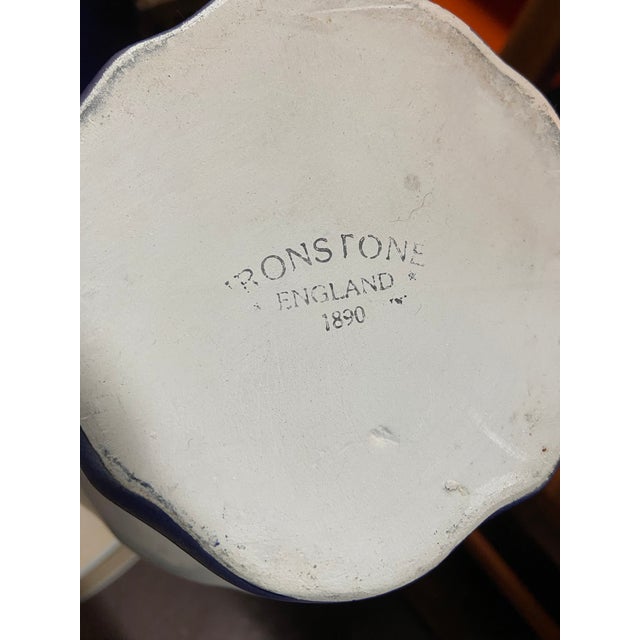 IRONSTONE
* ENGLAND *
1890